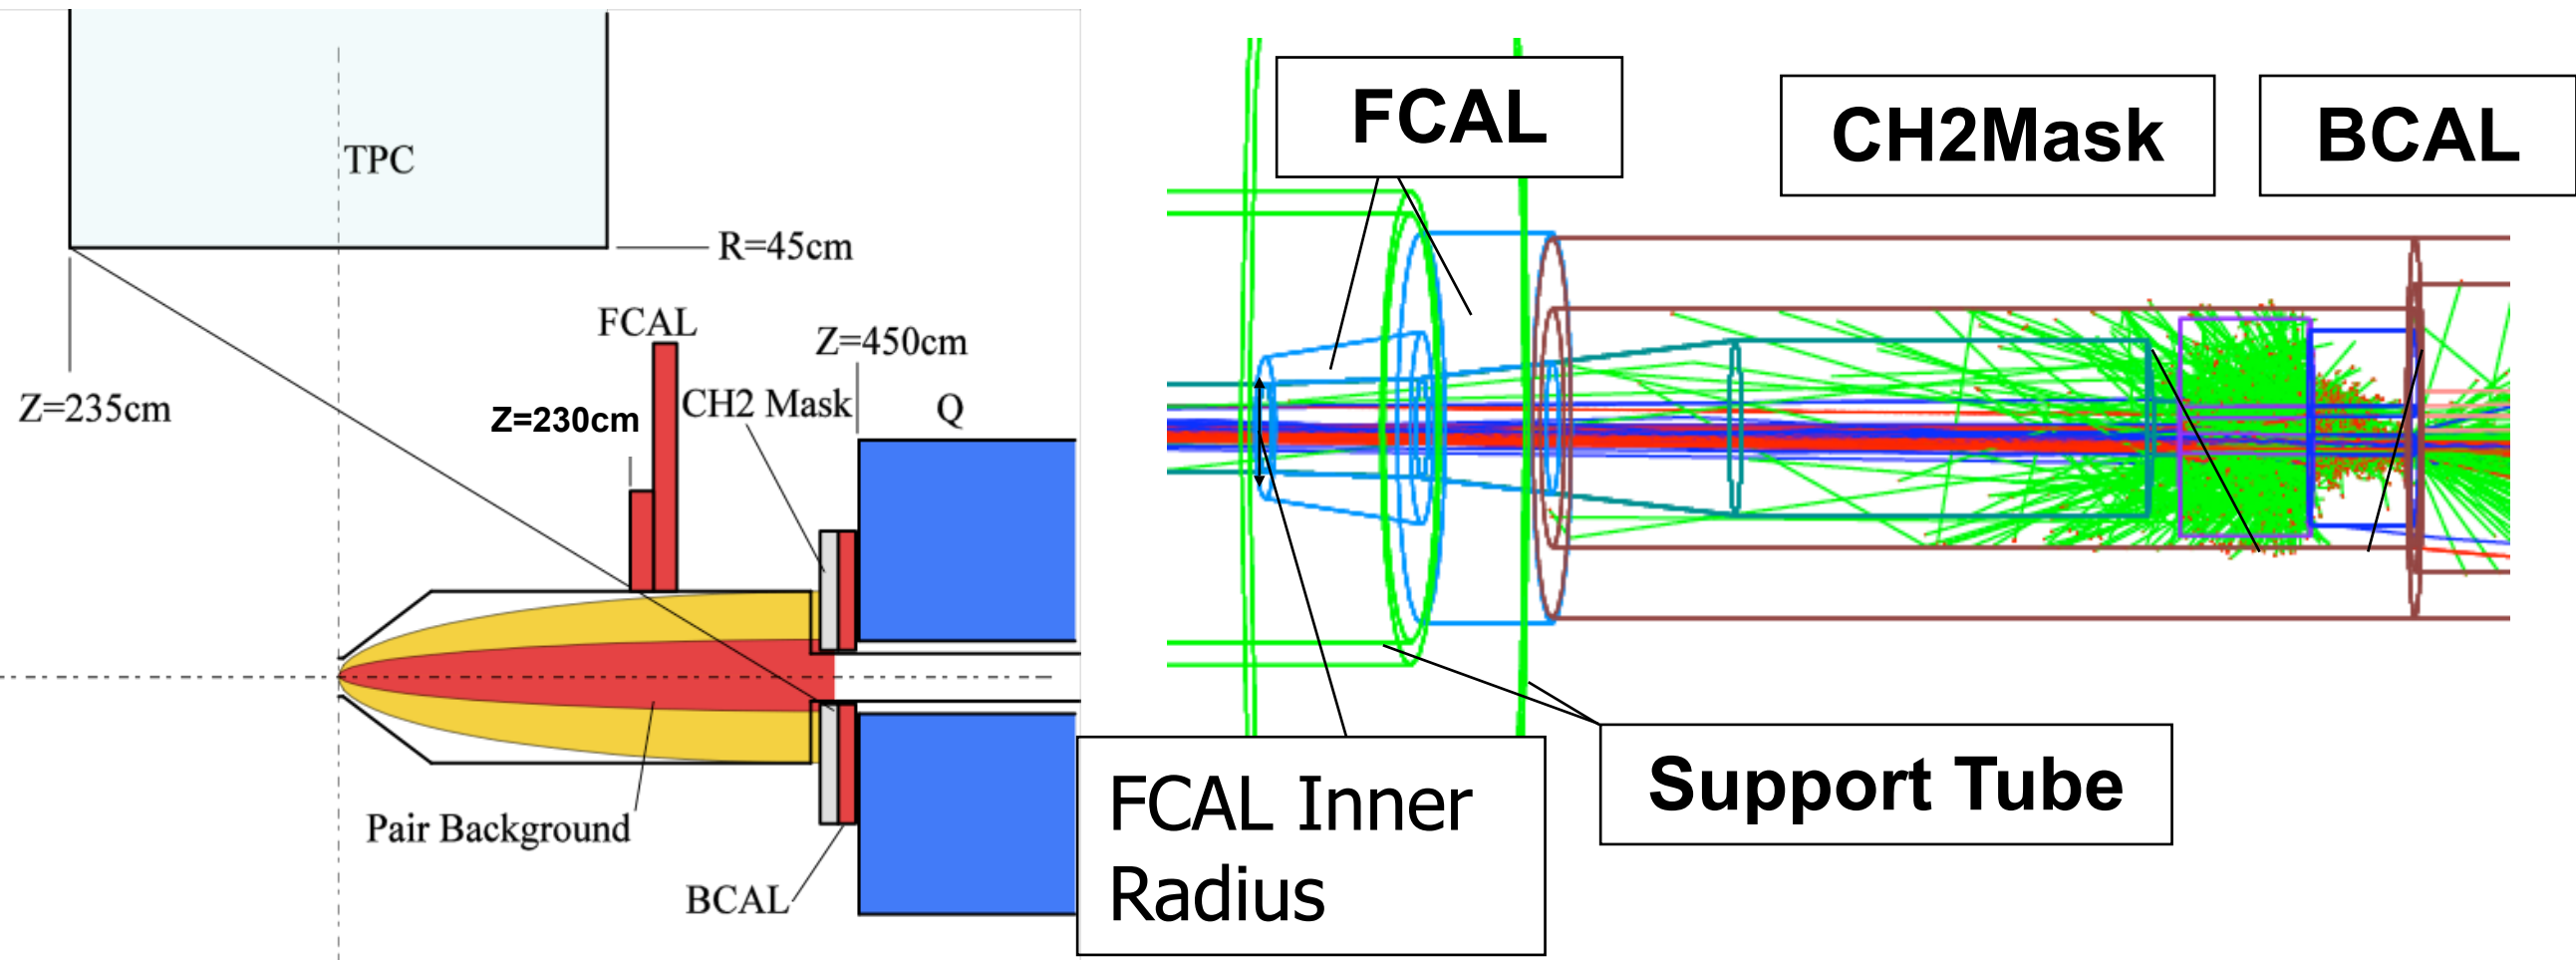 TPC
R=45cm
Z=235cm
FCAL
Z=230cm
Z=450cm
CH2 Mask
Q
Pair Background
BCAL
FCAL
CH2Mask
BCAL
FCAL Inner
Radius
Support Tube